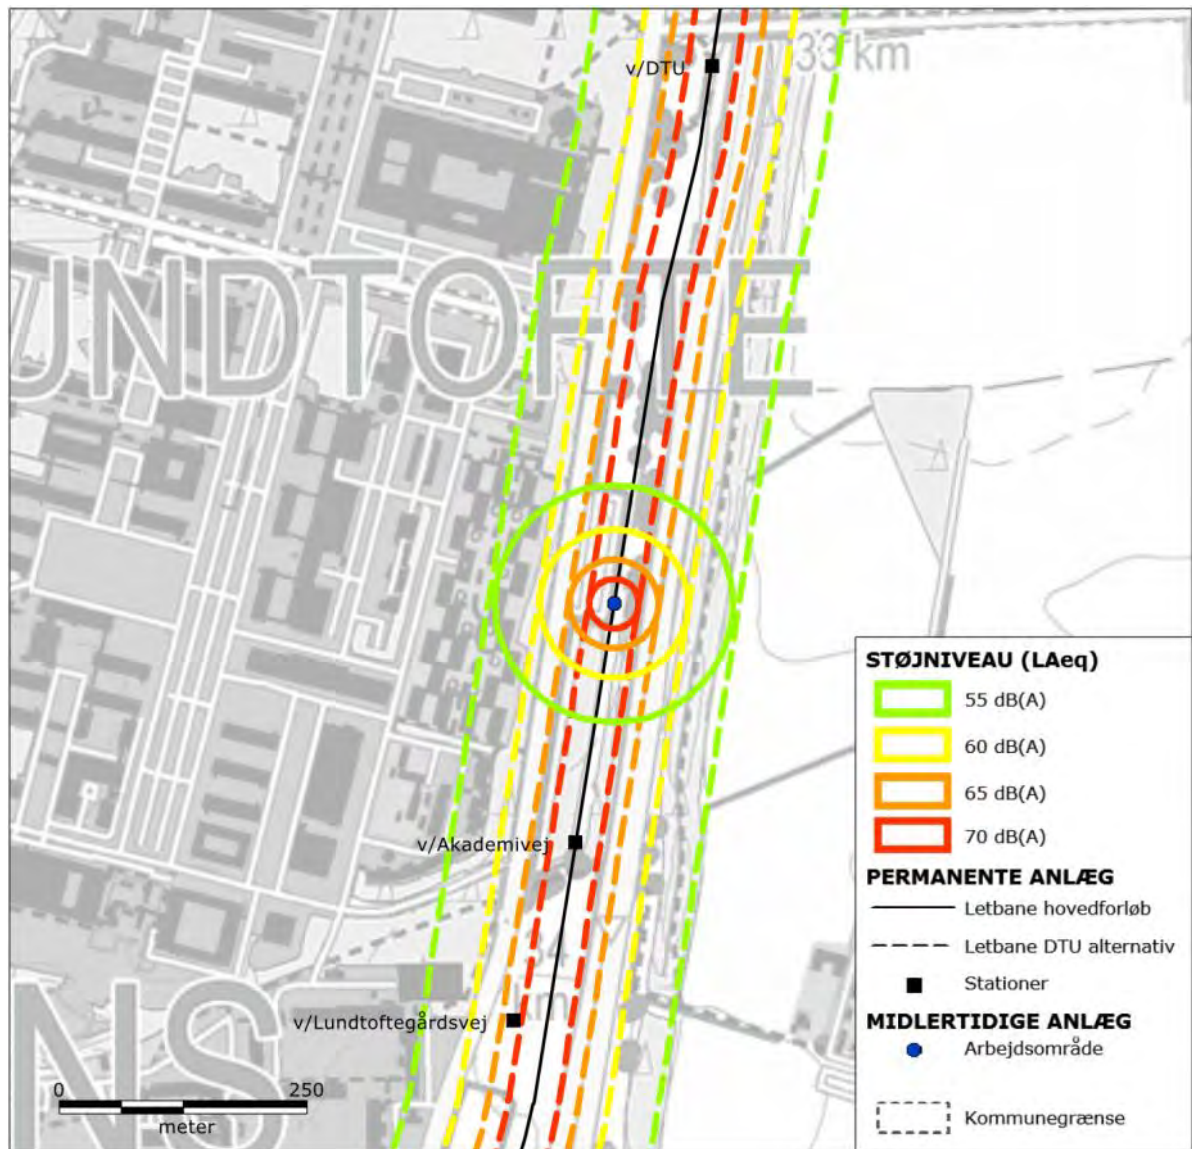 v/DTU
33 km
UNDTOFTE
v/Akademivej
v/Lundtoftegårdsvej
NS
0 250
meter
STØJNIVEAU (LAeq)
55 dB(A)
60 dB(A)
65 dB(A)
70 dB(A)
PERMANENTE ANLÆG
Letbane hovedforløb
Letbane DTU alternativ
Stationer
MIDLERTIDIGE ANLÆG
Arbejdsområde
Kommunegrænse